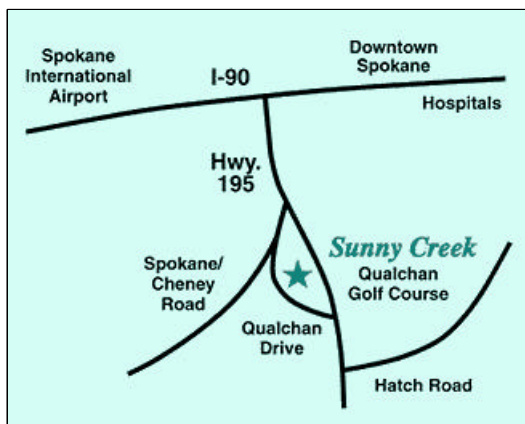 Spokane
International
Airport
I-90
Downtown
Spokane
Hospitals
Hwy.
195
Sunny Creek
Qualchan
Golf Course
Spokane/
Cheney
Road
Qualchan
Drive
Hatch Road